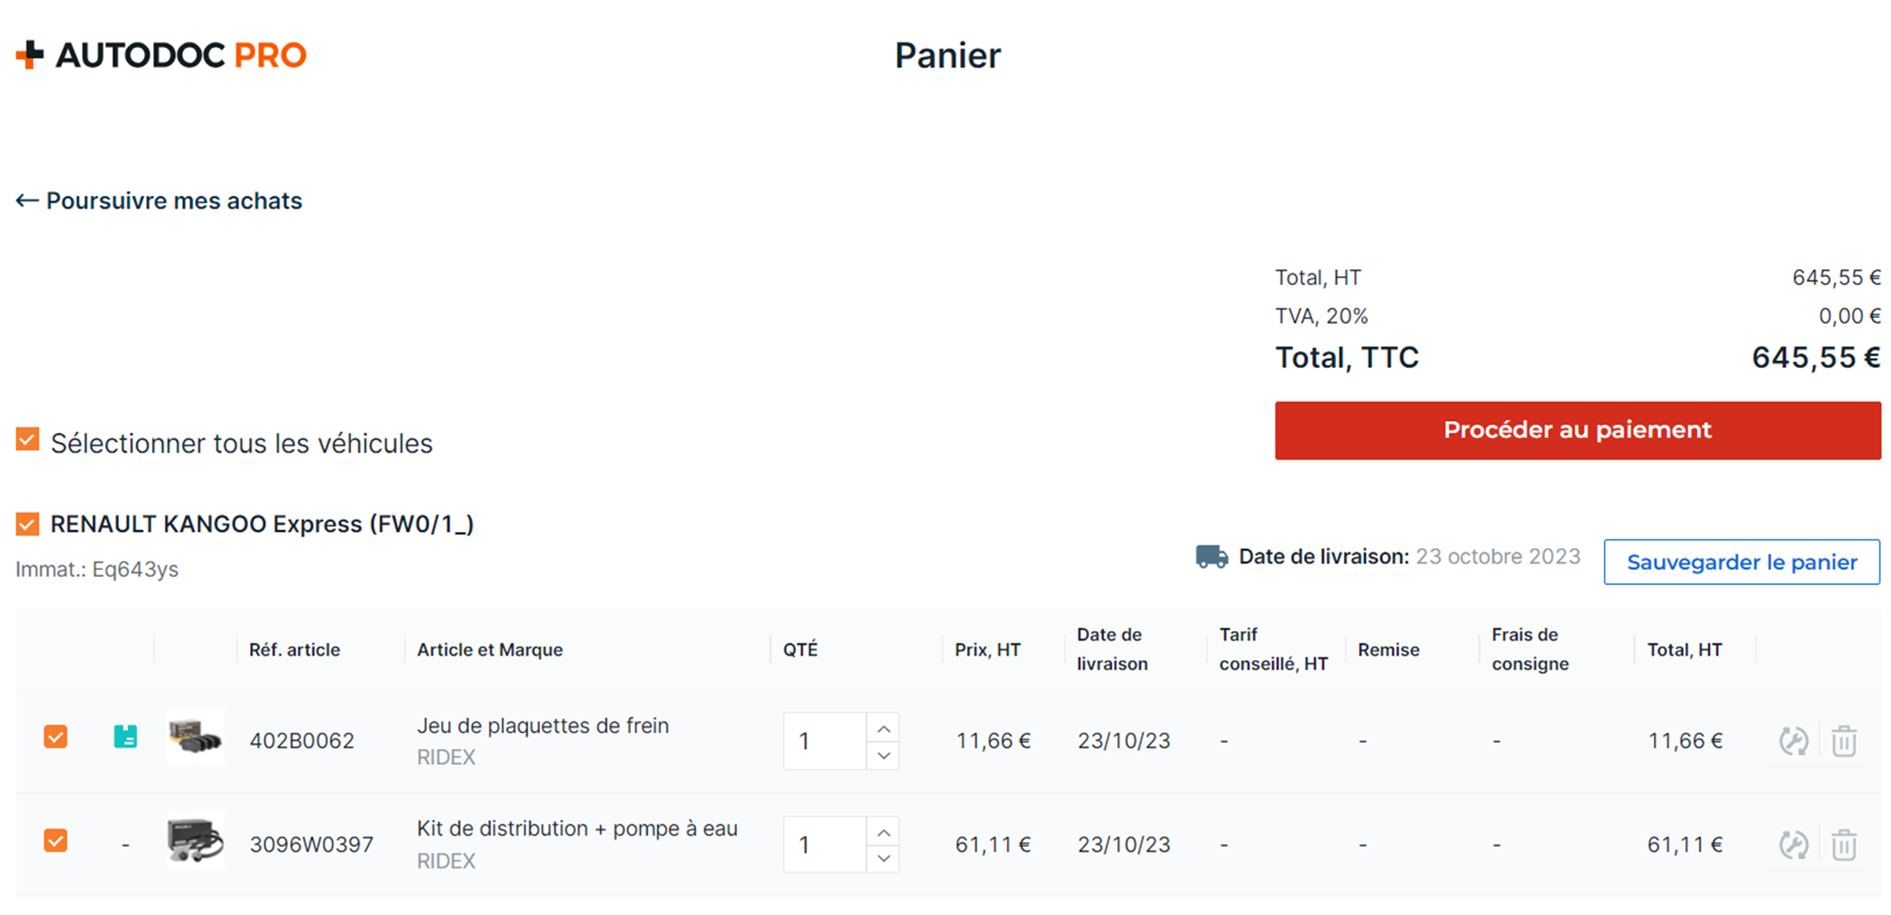 AUTODOC PRO
Panier
← Poursuivre mes achats
Total, HT 645,55 €
TVA, 20% 0,00 €
Total, TTC 645,55 €
Procéder au paiement
Sélectionner tous les véhicules
RENAULT KANGOO Express (FW0/1_)
Immat.: Eq643ys
Date de livraison: 23 octobre 2023
Sauvegarder le panier
Réf. article Article et Marque QTÉ Prix, HT Date de livraison Tarif conseillé, HT Remise Frais de consigne Total, HT
402B0062 Jeu de plaquettes de frein 1 11,66 € 23/10/23 - - - 11,66 €
RIDEX
- 3096W0397 Kit de distribution + pompe à eau 1 61,11 € 23/10/23 - - - 61,11 €
RIDEX